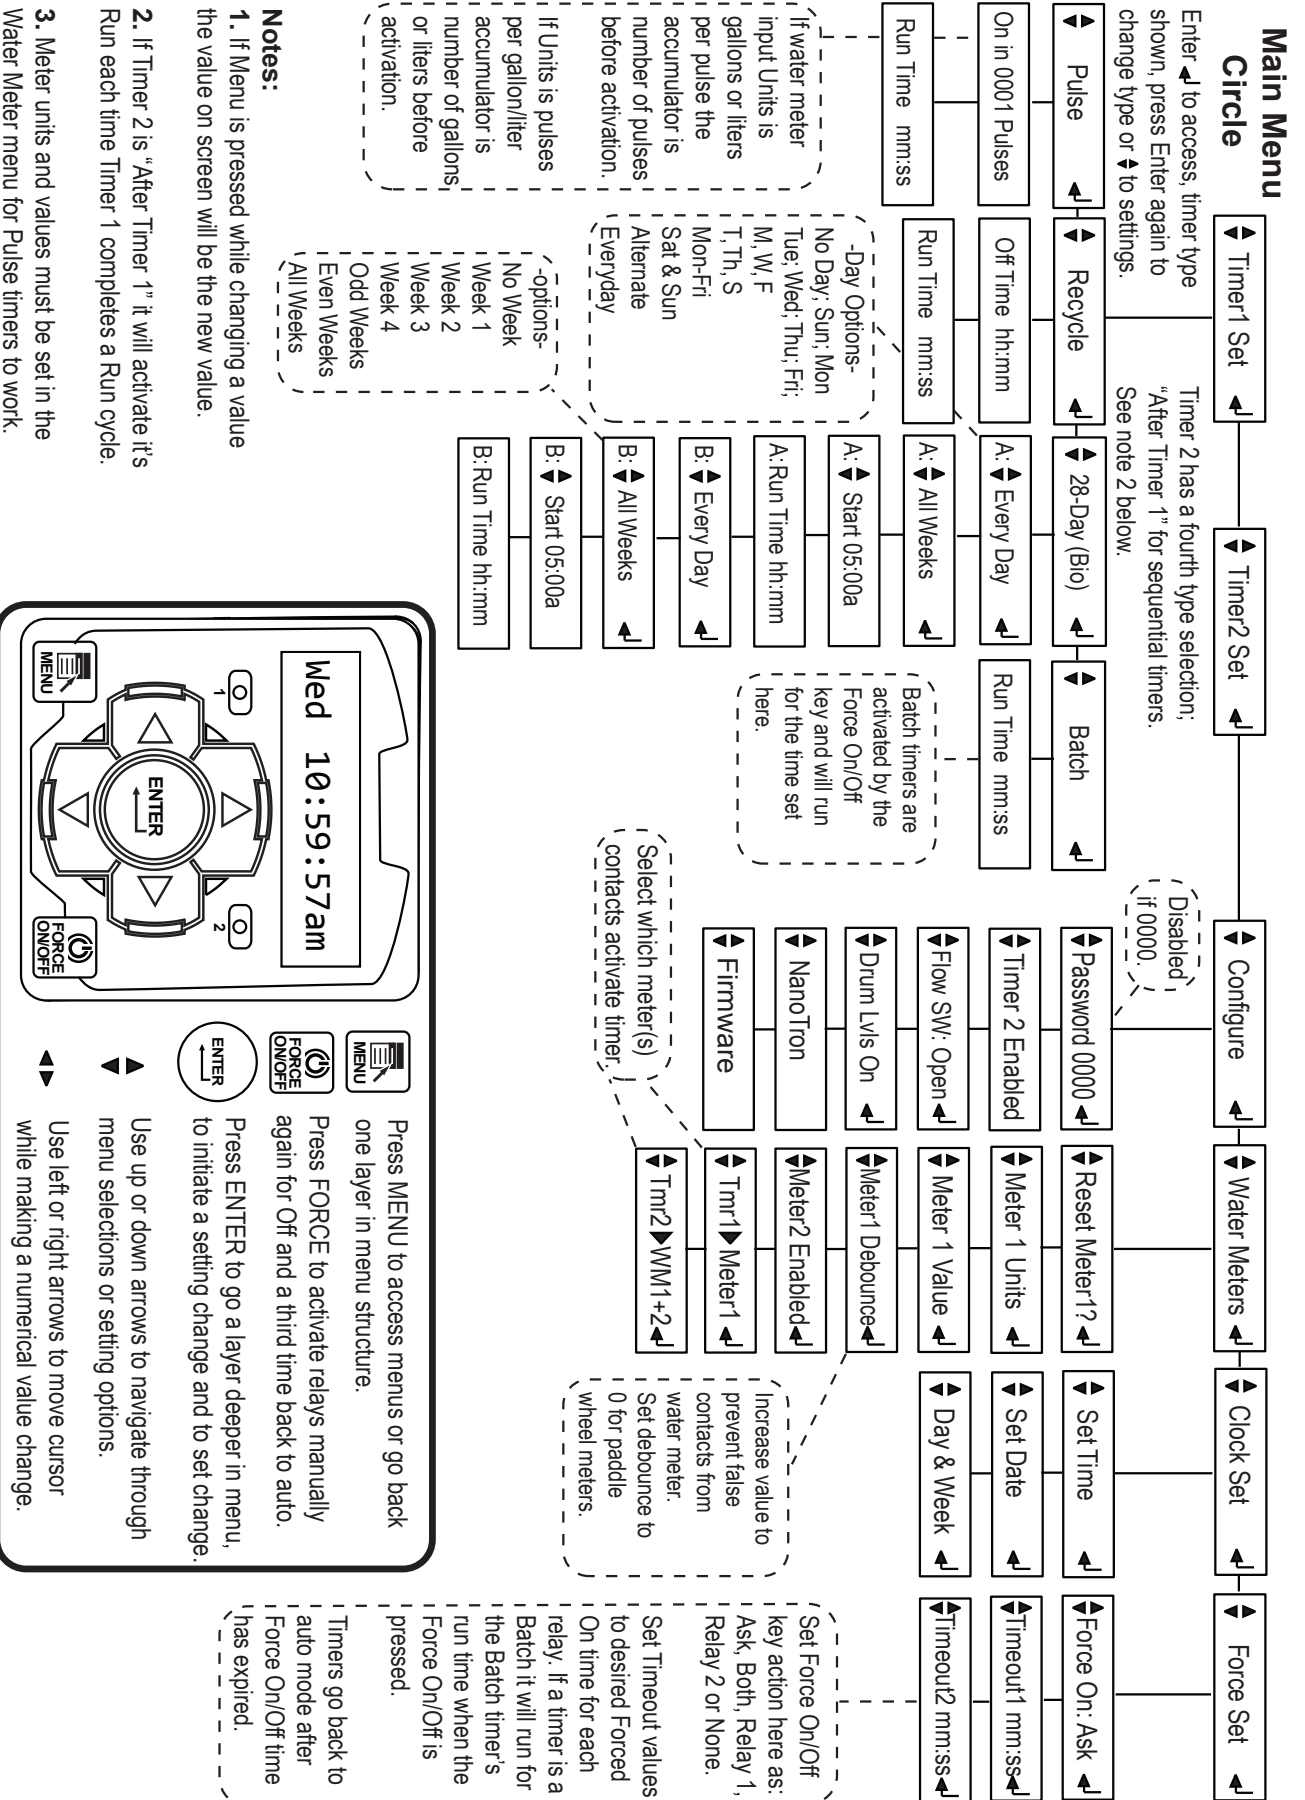 Main Menu
Circle
Enter to access, timer type
shown, press Enter again to
change type or to settings.
Timer1 Set
Timer2 Set
Configure
Water Meters
Clock Set
Force Set
Timer 2 has a fourth type selection;
“After Timer 1” for sequential timers.
See note 2 below.
Pulse
On in 0001 Pulses
Run Time mm:ss
If water meter
input Units is
gallons or liters
per pulse the
accumulator is
number of pulses
before activation.
If Units is pulses
per gallon/liter
accumulator is
number of gallons
or liters before
activation.
Recycle
Off Time hh:mm
Run Time mm:ss
-Day Options-
No Day; Sun; Mon
Tue; Wed; Thu; Fri;
M, W, F
T,Th, S
Mon-Fri
Sat & Sun
Alternate
Everyday
-options-
No Week
Week 1
Week 2
Week 3
Week 4
Odd Weeks
Even Weeks
All Weeks
28-Day (Bio)
A: Every Day
A: All Weeks
A: Start 05:00a
A:Run Time hh:mm
B: Every Day
B: All Weeks
B: Start 05:00a
B:Run Time hh:mm
Batch
Run Time mm:ss
Batch timers are
activated by the
Force On/Off
key and will run
for the time set
here.
Disabled
if 0000.
Password 0000
Timer 2 Enabled
Flow SW: Open
Drum Lvls On
NanoTron
Firmware
Select which meter(s)
contacts activate timer.
Reset Meter1?
Meter 1 Units
Meter 1 Value
Meter1 Debounce
Meter2 Enabled
Tmr1 Meter1
Tmr2 WM1+2
Increase value to
prevent false
contacts from
water meter.
Set debounce to
0 for paddle
wheel meters.
Set Time
Set Date
Day & Week
Force On: Ask
Timeout1 mm:ss
Timeout2 mm:ss
Set Force On/Off
key action here as:
Ask, Both, Relay 1,
Relay 2 or None.
Set Timeout values
to desired Forced
On time for each
relay. If a timer is a
Batch it will run for
the Batch timer's
run time when the
Force On/Off is
pressed.
Timers go back to
auto mode after
Force On/Off time
has expired.
Notes:
1. If Menu is pressed while changing a value
the value on screen will be the new value.
2. If Timer 2 is “After Timer 1” it will activate it's
Run each time Timer 1 completes a Run cycle.
3. Meter units and values must be set in the
Water Meter menu for Pulse timers to work.
Wed 10:59:57am
1
2
MENU
ENTER
FORCE
ON/OFF
MENU
Press MENU to access menus or go back
one layer in menu structure.
FORCE
ON/OFF
Press FORCE to activate relays manually
again for Off and a third time back to auto.
ENTER
Press ENTER to go a layer deeper in menu,
to initiate a setting change and to set change.
Use up or down arrows to navigate through
menu selections or setting options.
Use left or right arrows to move cursor
while making a numerical value change.